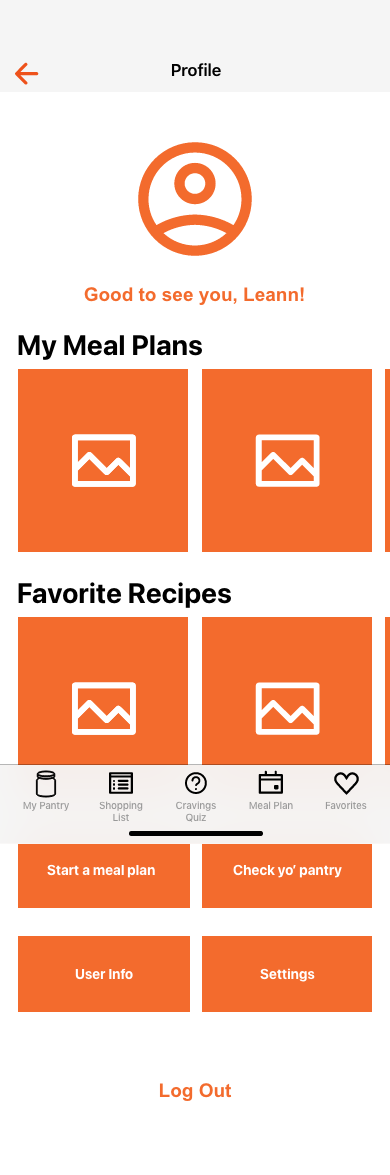 Profile
Good to see you, Leann!
My Meal Plans
Favorite Recipes
My Pantry
Shopping
List
Cravings
Quiz
Meal Plan
Favorites
Start a meal plan
Check yo' pantry
User Info
Settings
Log Out